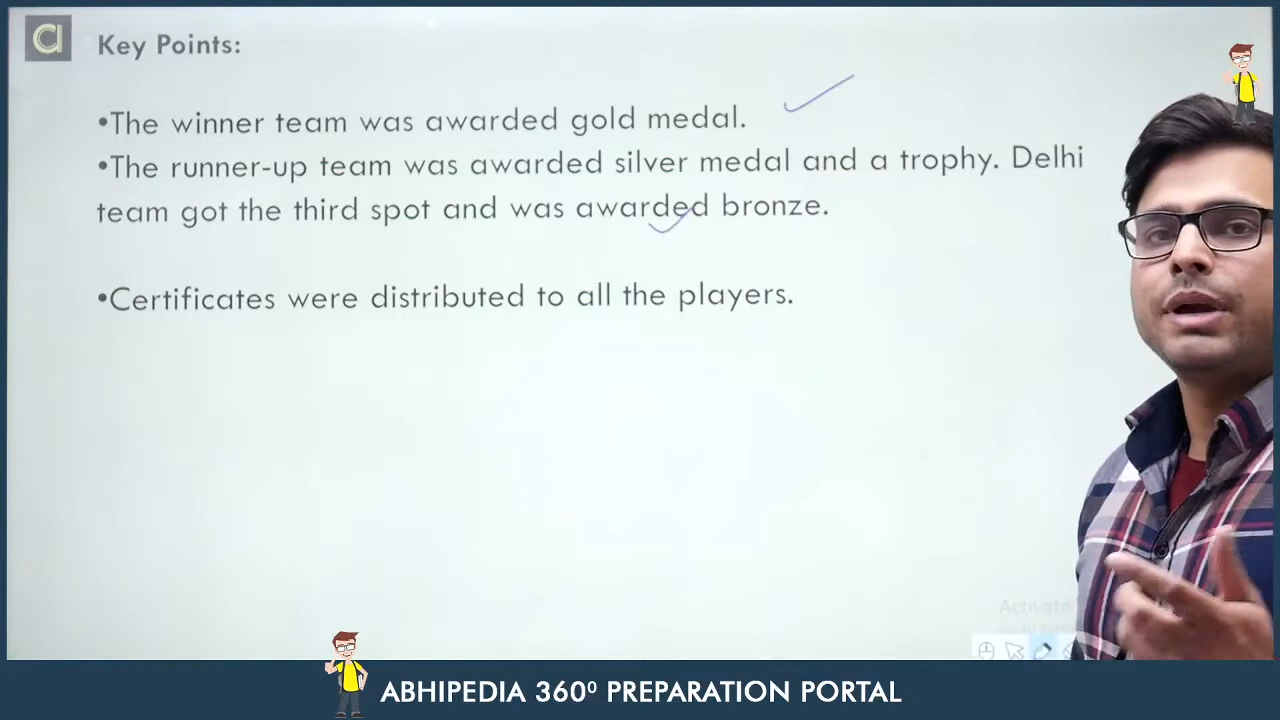 a
Key Points:
•The winner team was awarded gold medal.
•The runner-up team was awarded silver medal and a trophy. Delhi
team got the third spot and was awarded bronze.
•Certificates were distributed to all the players.
Activate
ABHIPEDIA 360⁰ PREPARATION PORTAL